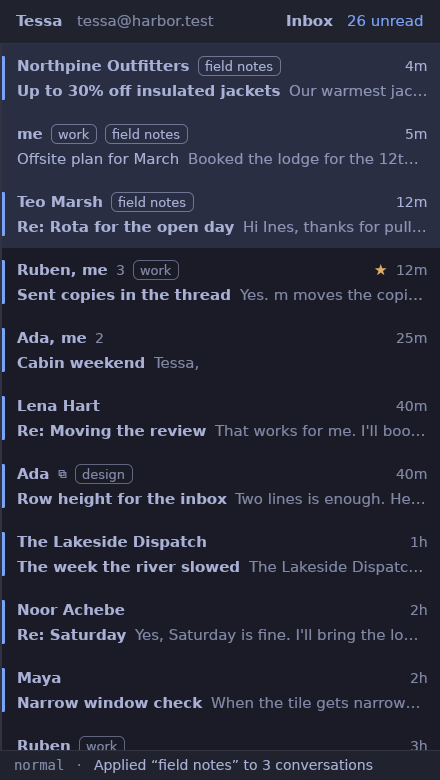 Tessa tessa@harbor.test Inbox 26 unread
Northpine Outfitters field notes 4m
Up to 30% off insulated jackets Our warmest jac…
me work field notes 5m
Offsite plan for March Booked the lodge for the 12t…
Teo Marsh field notes 12m
Re: Rota for the open day Hi Ines, thanks for pull…
Ruben, me 3 work ★ 12m
Sent copies in the thread Yes. m moves the copi…
Ada, me 2 25m
Cabin weekend Tessa,
Lena Hart 40m
Re: Moving the review That works for me. I'll boo…
Ada design 40m
Row height for the inbox Two lines is enough. He…
The Lakeside Dispatch 1h
The week the river slowed The Lakeside Dispatc…
Noor Achebe 2h
Re: Saturday Yes, Saturday is fine. I'll bring the lo…
Maya 2h
Narrow window check When the tile gets narrow…
Ruben work 3h
normal · Applied “field notes” to 3 conversations